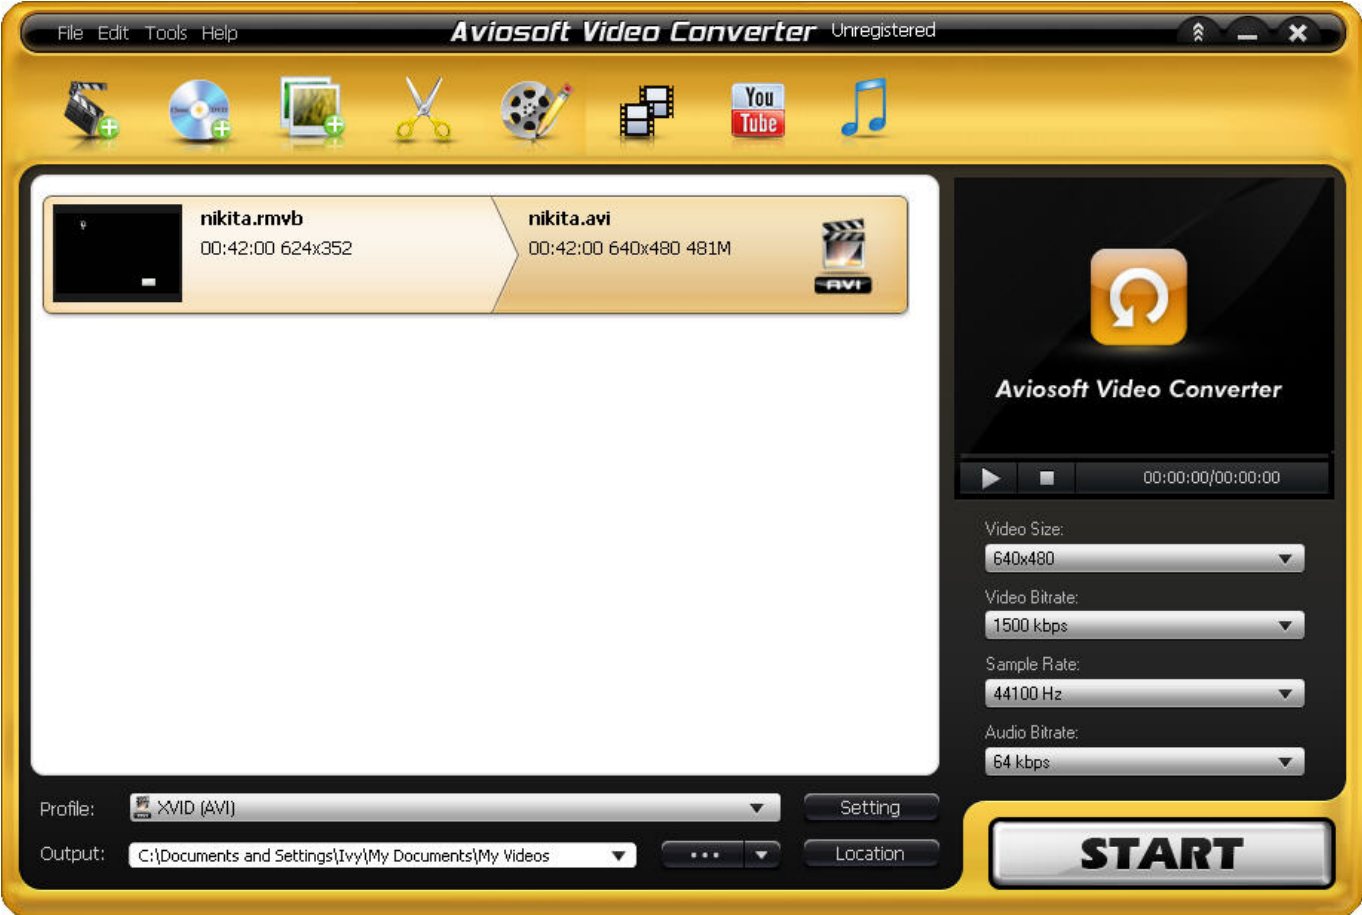 File Edit Tools Help
Aviosoft Video Converter Unregistered
You
Tube
nikita.rmvb
00:42:00 624x352
nikita.avi
00:42:00 640x480 481M
AVI
Aviosoft Video Converter
00:00:00/00:00:00
Video Size:
640x480
Video Bitrate:
1500 kbps
Sample Rate:
44100 Hz
Audio Bitrate:
64 kbps
Profile:
XVID (AVI)
Setting
Output:
C:\Documents and Settings\Ivy\My Documents\My Videos
...
Location
START